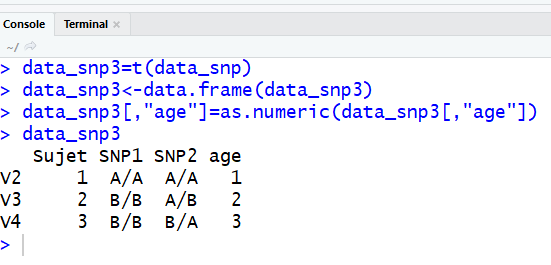 Console Terminal ×
~/
> data_snp3=t(data_snp)
> data_snp3<-data.frame(data_snp3)
> data_snp3[,"age"]=as.numeric(data_snp3[,"age"])
> data_snp3
   Sujet SNP1 SNP2 age
V2     1  A/A  A/A   1
V3     2  B/B  A/B   2
V4     3  B/B  B/A   3
>